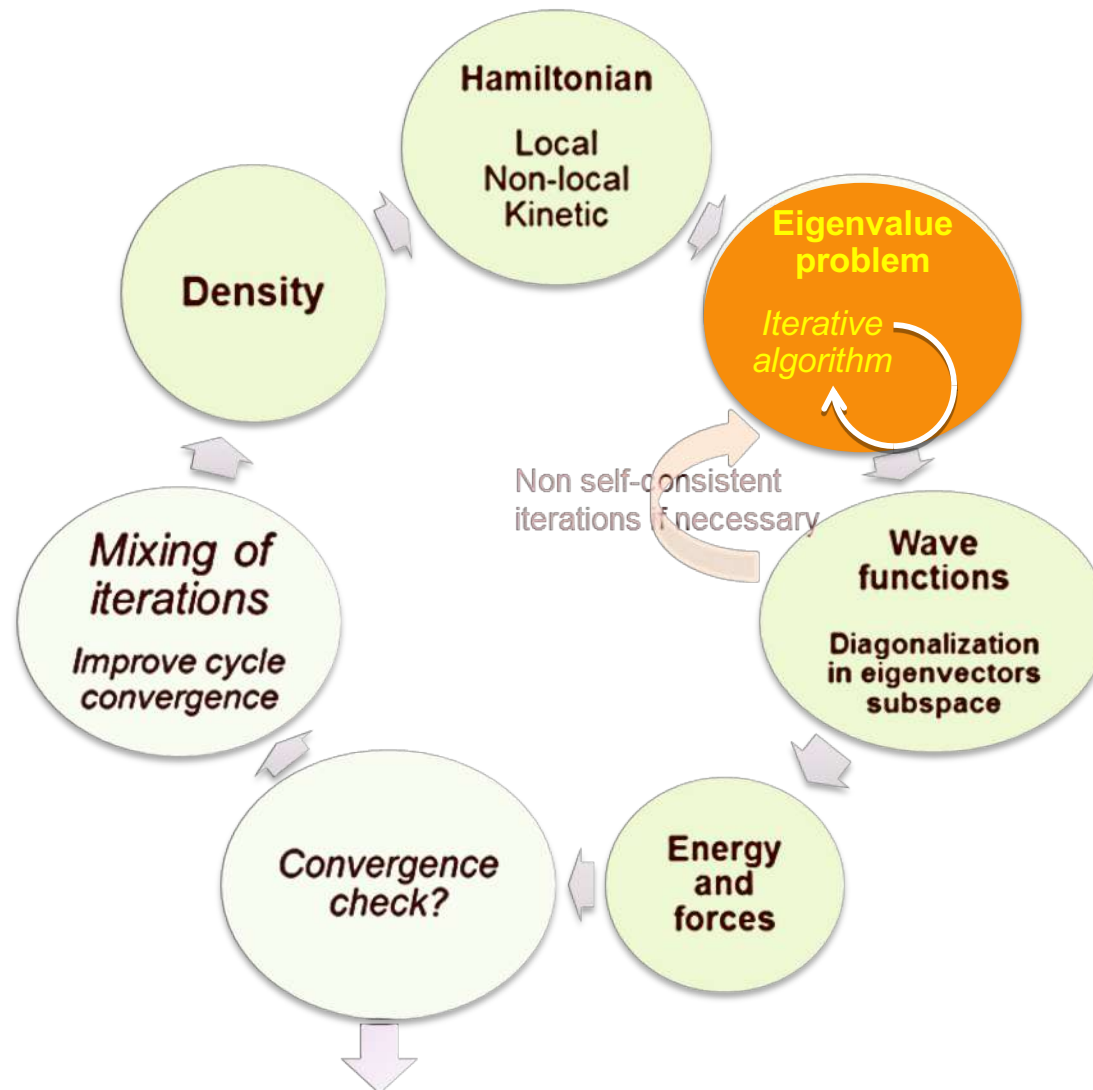 Hamiltonian
Local
Non-local
Kinetic
Eigenvalue
problem
Iterative
algorithm
Non self-consistent
iterations if necessary
Wave
functions
Diagonalization
in eigenvectors
subspace
Energy
and
forces
Convergence
check?
Mixing of
iterations
Improve cycle
convergence
Density